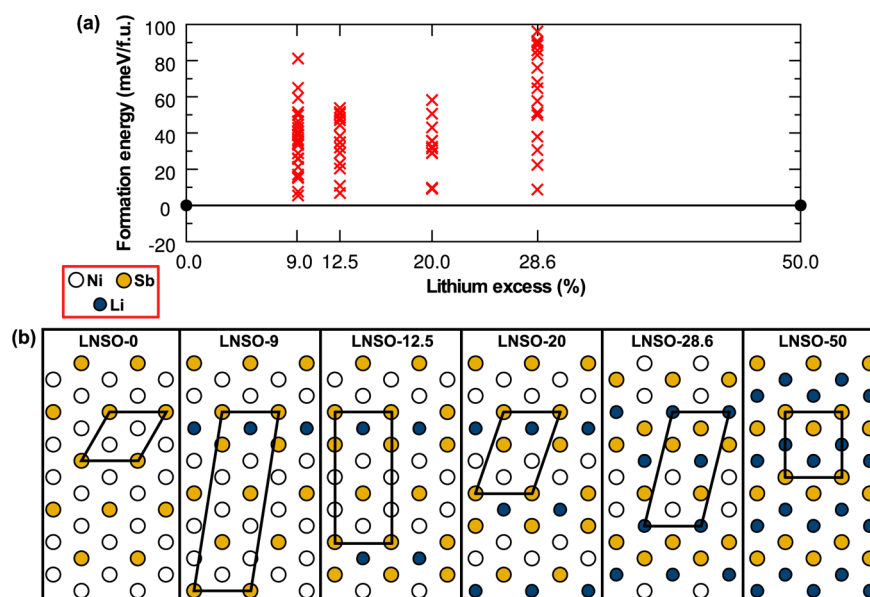 (a)
Formation energy (meV/f.u.)
100
80
60
40
20
0
-20
0.0 9.0 12.5 20.0 28.6 50.0
Lithium excess (%)
Ni Sb
Li
(b)
LNSO-0 LNSO-9 LNSO-12.5 LNSO-20 LNSO-28.6 LNSO-50